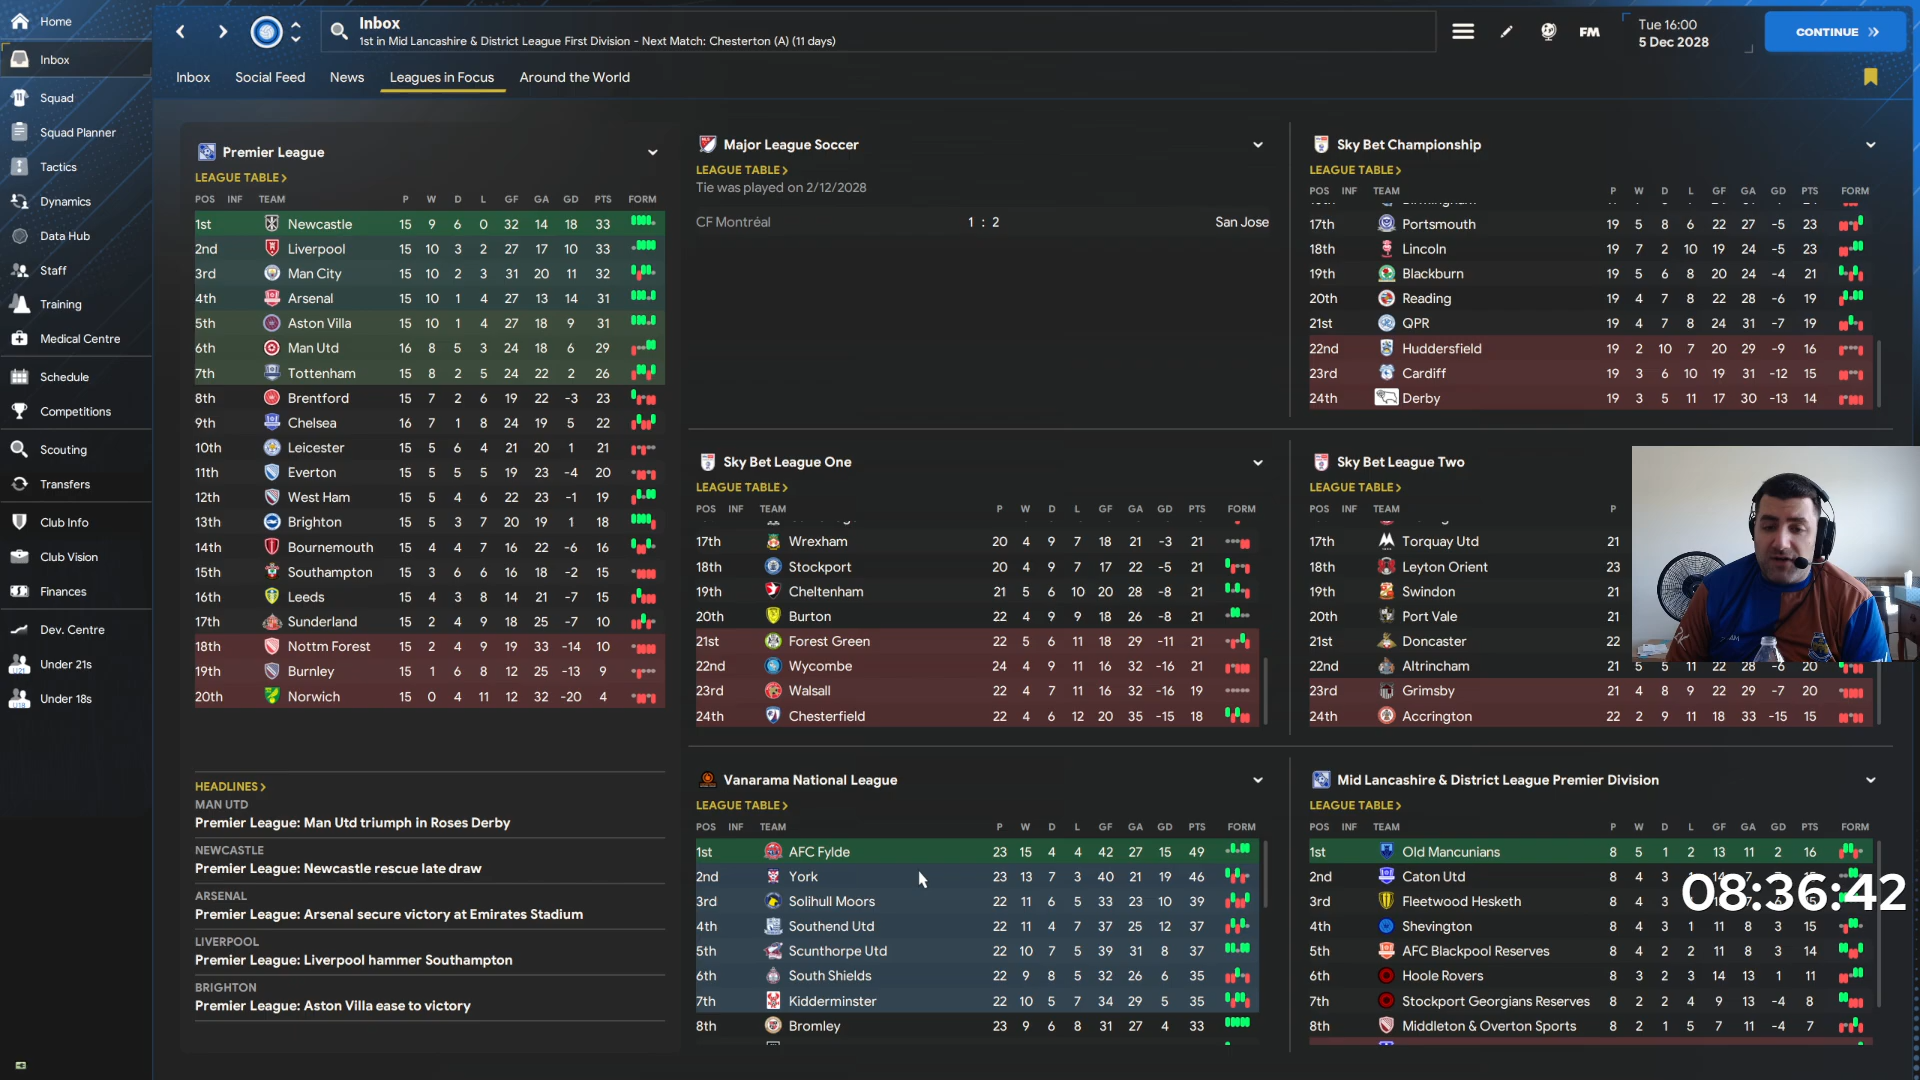 Home
Inbox
Squad
Squad Planner
Tactics
Dynamics
Data Hub
Staff
Training
Medical Centre
Schedule
Competitions
Scouting
Transfers
Club Info
Club Vision
Finances
Dev. Centre
Under 21s
Under 18s
Inbox
1st in Mid Lancashire & District League First Division - Next Match: Chesterton (A) (11 days)
FM
Tue 16:00
5 Dec 2028
CONTINUE
Inbox Social Feed News Leagues in Focus Around the World
Premier League
LEAGUE TABLE >
POS INF TEAM P W D L GF GA GD PTS FORM
1st Newcastle 15 9 6 0 32 14 18 33
2nd Liverpool 15 10 3 2 27 17 10 33
3rd Man City 15 10 2 3 31 20 11 32
4th Arsenal 15 10 1 4 27 13 14 31
5th Aston Villa 15 10 1 4 27 18 9 31
6th Man Utd 16 8 5 3 24 18 6 29
7th Tottenham 15 8 2 5 24 22 2 26
8th Brentford 15 7 2 6 19 22 -3 23
9th Chelsea 16 7 1 8 24 19 5 22
10th Leicester 15 5 6 4 21 20 1 21
11th Everton 15 5 5 5 19 23 -4 20
12th West Ham 15 5 4 6 22 23 -1 19
13th Brighton 15 5 3 7 20 19 1 18
14th Bournemouth 15 4 4 7 16 22 -6 16
15th Southampton 15 3 6 6 16 18 -2 15
16th Leeds 15 4 3 8 14 21 -7 15
17th Sunderland 15 2 4 9 18 25 -7 10
18th Nottm Forest 15 2 4 9 19 33 -14 10
19th Burnley 15 1 6 8 12 25 -13 9
20th Norwich 15 0 4 11 12 32 -20 4
HEADLINES >
MAN UTD
Premier League: Man Utd triumph in Roses Derby
NEWCASTLE
Premier League: Newcastle rescue late draw
ARSENAL
Premier League: Arsenal secure victory at Emirates Stadium
LIVERPOOL
Premier League: Liverpool hammer Southampton
BRIGHTON
Premier League: Aston Villa ease to victory
Major League Soccer
LEAGUE TABLE >
Tie was played on 2/12/2028
CF Montréal 1 : 2 San Jose
Sky Bet Championship
LEAGUE TABLE >
POS INF TEAM P W D L GF GA GD PTS FORM
17th Portsmouth 19 5 8 6 22 27 -5 23
18th Lincoln 19 7 2 10 19 24 -5 23
19th Blackburn 19 5 6 8 20 24 -4 21
20th Reading 19 4 7 8 22 28 -6 19
21st QPR 19 4 7 8 24 31 -7 19
22nd Huddersfield 19 2 10 7 20 29 -9 16
23rd Cardiff 19 3 6 10 19 31 -12 15
24th Derby 19 3 5 11 17 30 -13 14
Sky Bet League One
LEAGUE TABLE >
POS INF TEAM P W D L GF GA GD PTS FORM
17th Wrexham 20 4 9 7 18 21 -3 21
18th Stockport 20 4 9 7 17 22 -5 21
19th Cheltenham 21 5 6 10 20 28 -8 21
20th Burton 22 4 9 9 18 26 -8 21
21st Forest Green 22 5 6 11 18 29 -11 21
22nd Wycombe 24 4 9 11 16 32 -16 21
23rd Walsall 22 4 7 11 16 32 -16 19
24th Chesterfield 22 4 6 12 20 35 -15 18
Sky Bet League Two
LEAGUE TABLE >
POS INF TEAM P
17th Torquay Utd 21
18th Leyton Orient 23
19th Swindon 21
20th Port Vale 21
21st Doncaster 22
22nd Altrincham 21 5 5 11 22 28 -6 20
23rd Grimsby 21 4 8 9 22 29 -7 20
24th Accrington 22 2 9 11 18 33 -15 15
Vanarama National League
LEAGUE TABLE >
POS INF TEAM P W D L GF GA GD PTS FORM
1st AFC Fylde 23 15 4 4 42 27 15 49
2nd York 23 13 7 3 40 21 19 46
3rd Solihull Moors 22 11 6 5 33 23 10 39
4th Southend Utd 22 11 4 7 37 25 12 37
5th Scunthorpe Utd 22 10 7 5 39 31 8 37
6th South Shields 22 9 8 5 32 26 6 35
7th Kidderminster 22 10 5 7 34 29 5 35
8th Bromley 23 9 6 8 31 27 4 33
Mid Lancashire & District League Premier Division
LEAGUE TABLE >
POS INF TEAM P W D L GF GA GD PTS FORM
1st Old Mancunians 8 5 1 2 13 11 2 16
2nd Caton Utd 8 4 3
3rd Fleetwood Hesketh 8 4 3
4th Shevington 8 4 3 1 11 8 3 15
5th AFC Blackpool Reserves 8 4 2 2 11 8 3 14
6th Hoole Rovers 8 3 2 3 14 13 1 11
7th Stockport Georgians Reserves 8 2 2 4 9 13 -4 8
8th Middleton & Overton Sports 8 2 1 5 7 11 -4 7
08:36:42